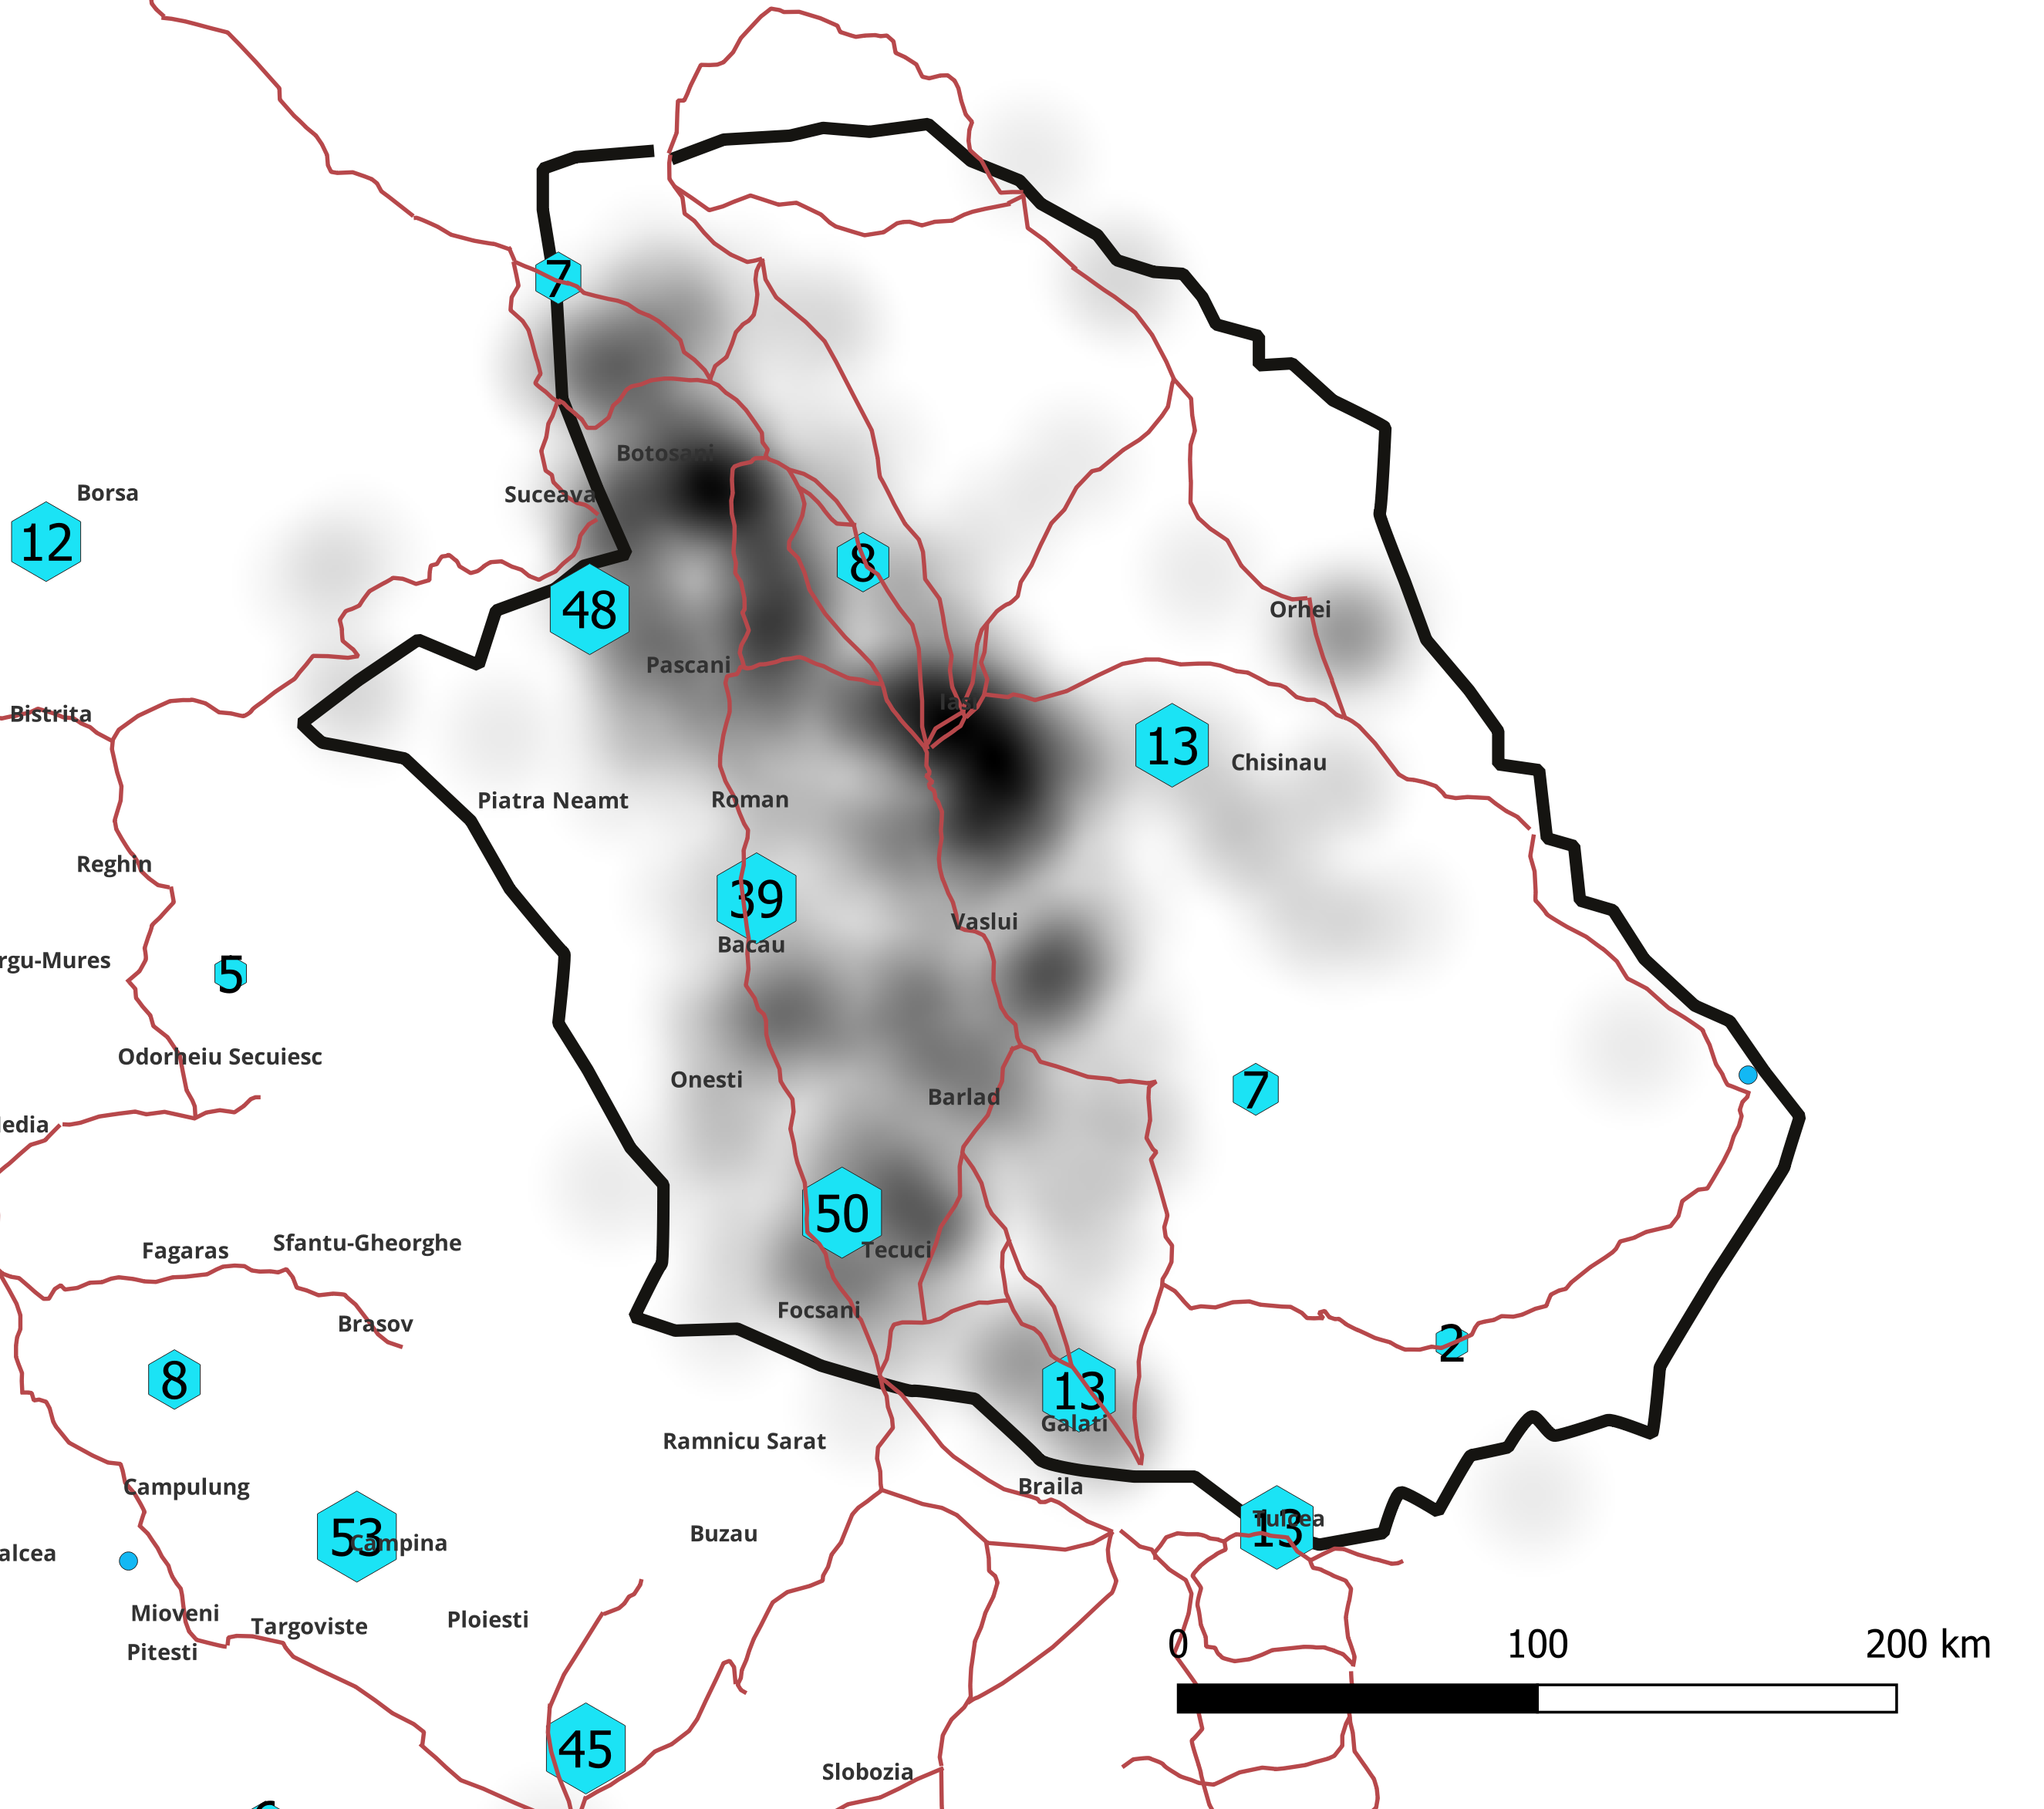 7
Botosani
Borsa
Suceava
12
8
48
Orhei
Pascani
Iasi
Bistrita
13
Chisinau
Piatra Neamt
Roman
Reghin
39
Vaslui
Bacau
rgu-Mures
5
Odorheiu Secuiesc
Onesti
7
Barlad
Media
50
Sfantu-Gheorghe
Fagaras
Tecuci
Focsani
Brasov
2
8
13
Galati
Ramnicu Sarat
Campulung
Braila
Tulcea
13
Buzau
53
Campina
alcea
Mioveni
Ploiesti
Targoviste
Pitesti
0 100 200 km
45
Slobozia